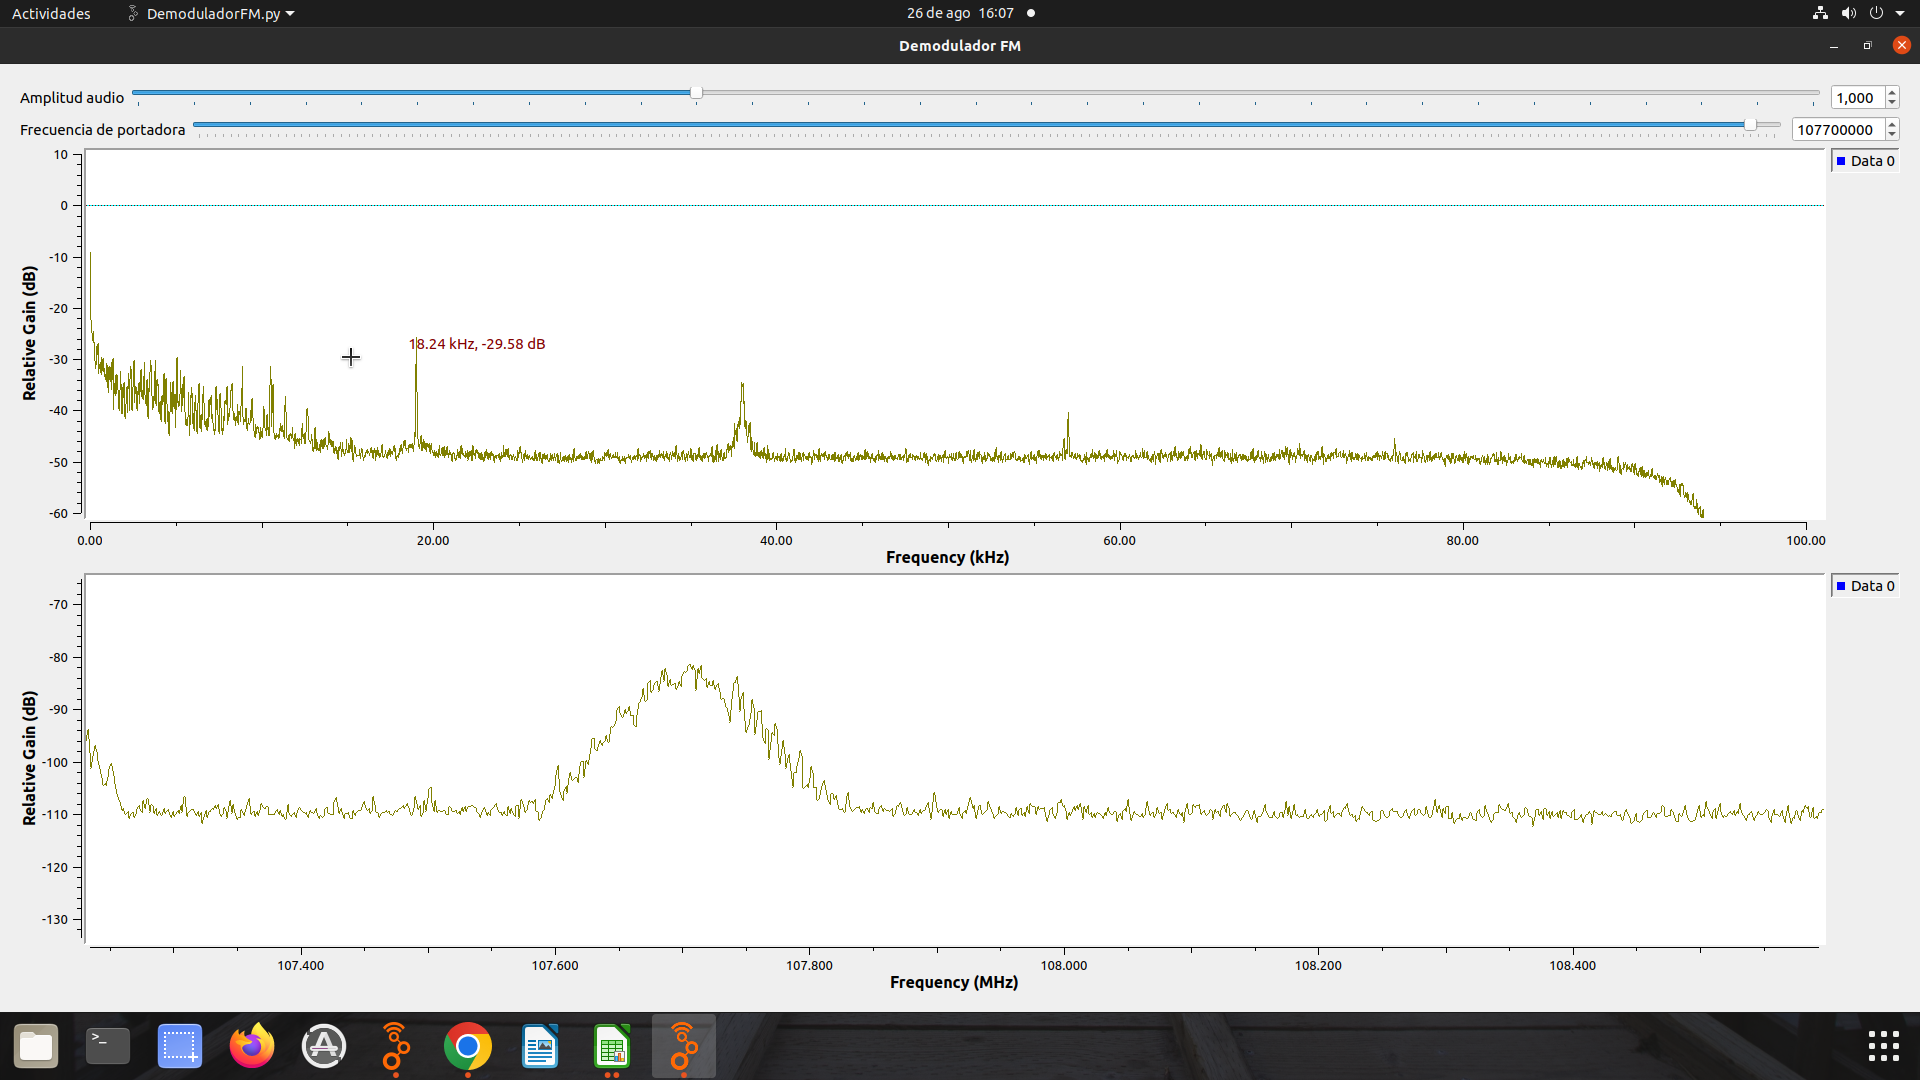 Actividades DemoduladorFM.py 26 de ago 16:07
Demodulador FM
Amplitud audio 1,000
Frecuencia de portadora 107700000
Data 0
10
0
-10
-20
-30
-40
-50
-60
Relative Gain (dB)
18.24 kHz, -29.58 dB
0.00 20.00 40.00 60.00 80.00 100.00
Frequency (kHz)
Data 0
-70
-80
-90
-100
-110
-120
-130
Relative Gain (dB)
107.400 107.600 107.800 108.000 108.200 108.400
Frequency (MHz)
>_